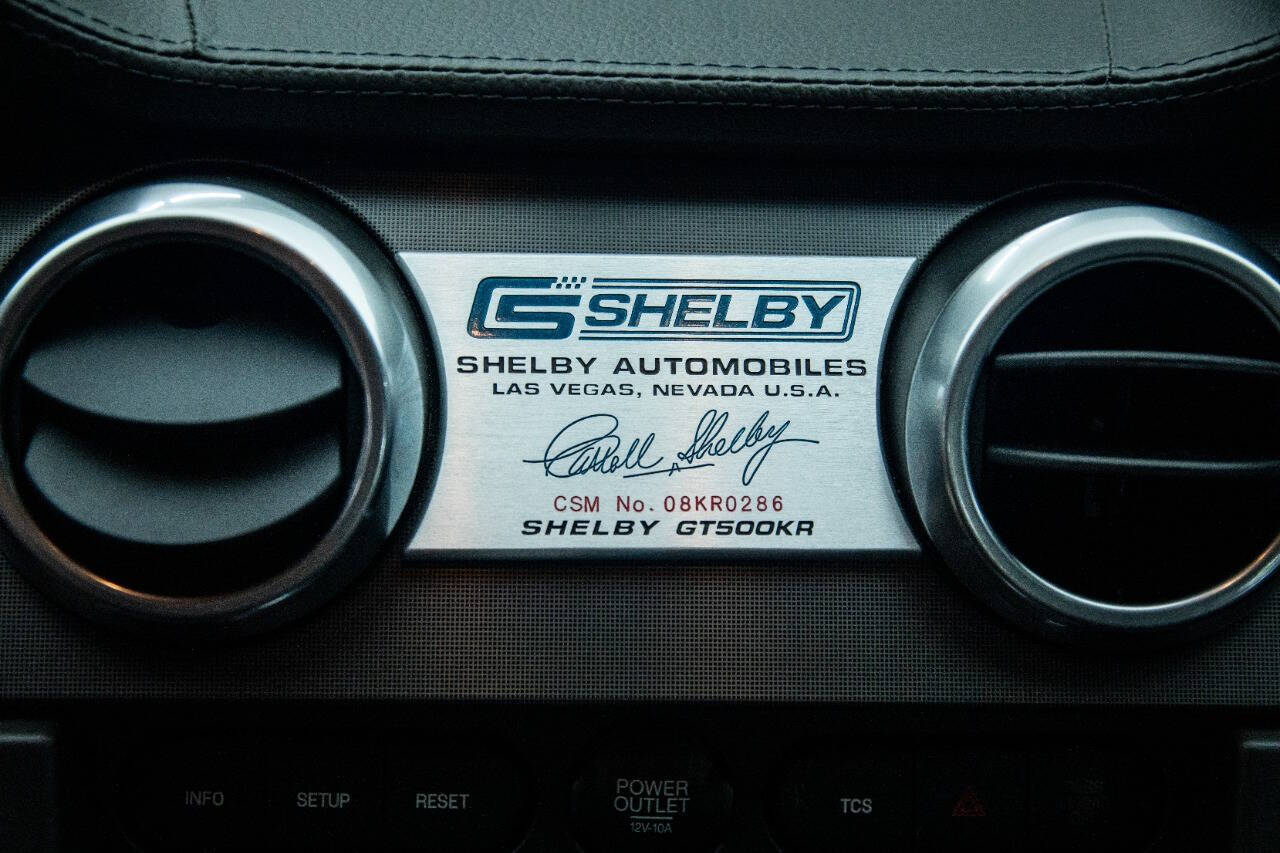 CS SHELBY
SHELBY AUTOMOBILES
LAS VEGAS, NEVADA U.S.A.
Carroll Shelby
CSM No. 08KR0286
SHELBY GT500KR
INFO SETUP RESET
POWER
OUTLET
12V-10A
TCS